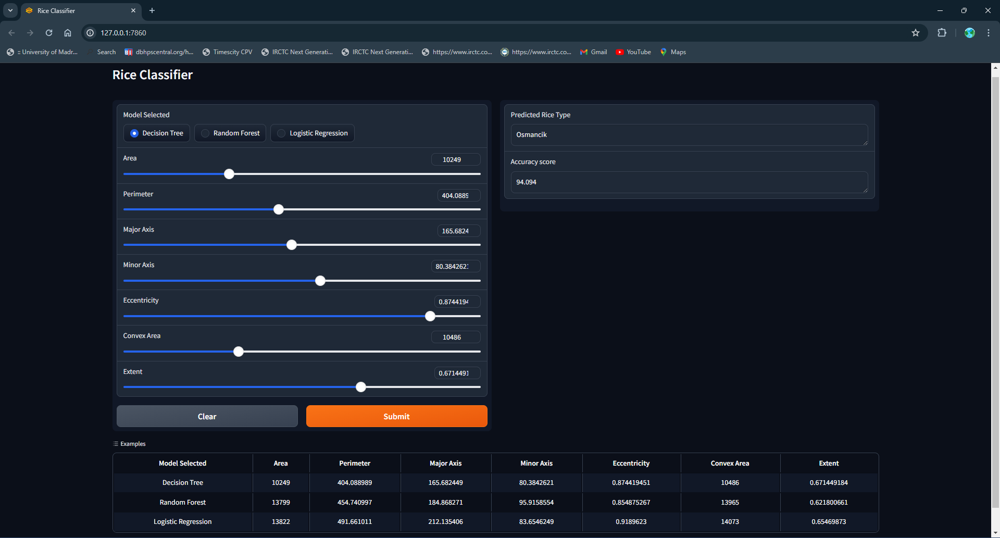 Rice Classifier
127.0.0.1:7860
:: University of Madr...
Search
dbhpscentral.org/h...
Timescity CPV
IRCTC Next Generati...
IRCTC Next Generati...
https://www.irctc.co...
https://www.irctc.co...
Gmail
YouTube
Maps
Rice Classifier
Model Selected
Decision Tree
Random Forest
Logistic Regression
Area
10249
Perimeter
404.0889
Major Axis
165.6824
Minor Axis
80.3842621
Eccentricity
0.8744194
Convex Area
10486
Extent
0.6714491
Clear
Submit
Predicted Rice Type
Osmancik
Accuracy score
94.094
Examples
Model Selected Area Perimeter Major Axis Minor Axis Eccentricity Convex Area Extent
Decision Tree 10249 404.088989 165.682449 80.3842621 0.874419451 10486 0.671449184
Random Forest 13799 454.740997 184.868271 95.9158554 0.854875267 13965 0.621800661
Logistic Regression 13822 491.661011 212.135406 83.6546249 0.9189623 14073 0.65469873